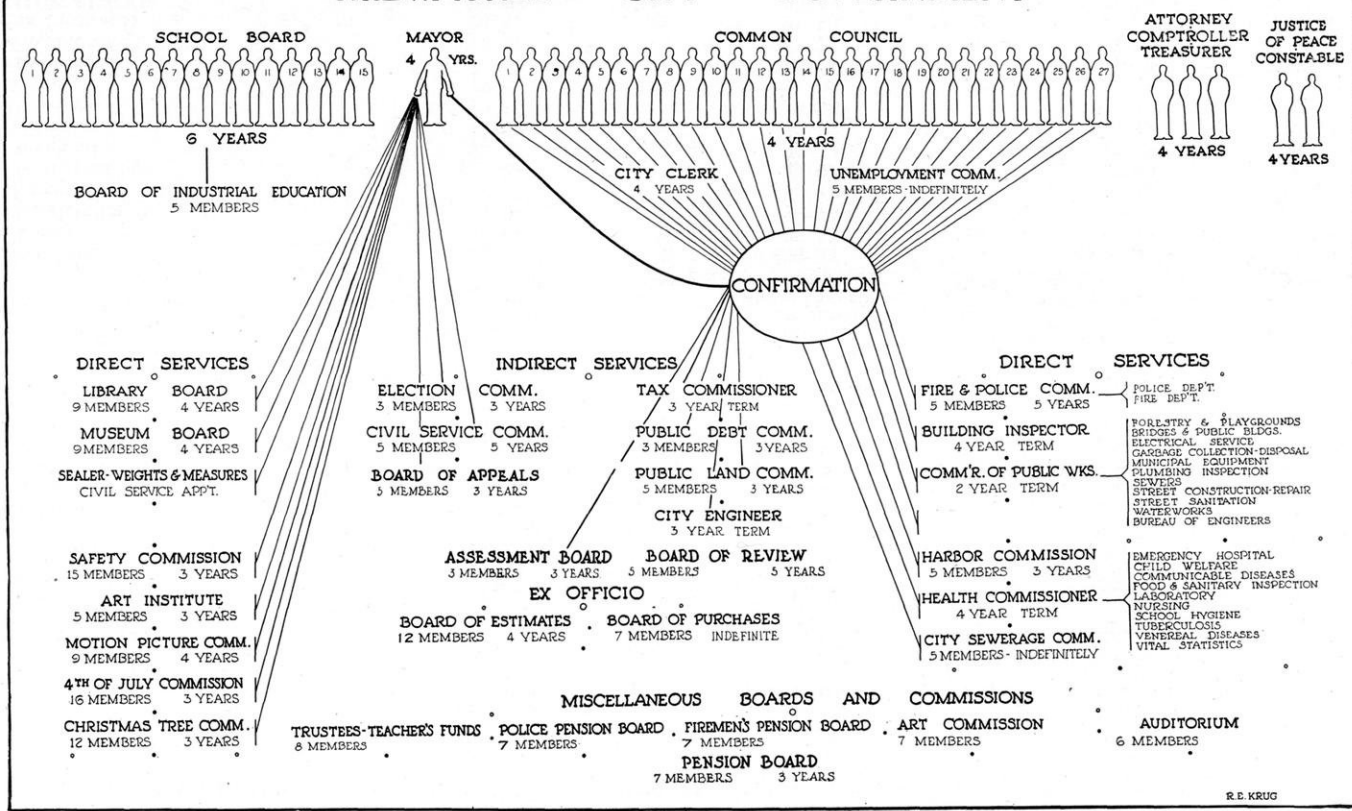 SCHOOL BOARD
1 2 3 4 5 6 7 8 9 10 11 12 13 14 15
6 YEARS
BOARD OF INDUSTRIAL EDUCATION
5 MEMBERS
MAYOR
4 YRS.
COMMON COUNCIL
1 2 3 4 5 6 7 8 9 10 11 12 13 14 15 16 17 18 19 20 21 22 23 24 25 26 27
4 YEARS
CITY CLERK
4 YEARS
UNEMPLOYMENT COMM.
5 MEMBERS-INDEFINITELY
ATTORNEY
COMPTROLLER
TREASURER
4 YEARS
JUSTICE
OF PEACE
CONSTABLE
4 YEARS
CONFIRMATION
DIRECT SERVICES
LIBRARY BOARD
9 MEMBERS 4 YEARS
MUSEUM BOARD
9 MEMBERS 4 YEARS
SEALER-WEIGHTS & MEASURES
CIVIL SERVICE APP'T.
SAFETY COMMISSION
15 MEMBERS 3 YEARS
ART INSTITUTE
5 MEMBERS 3 YEARS
MOTION PICTURE COMM.
9 MEMBERS 4 YEARS
4TH OF JULY COMMISSION
16 MEMBERS 3 YEARS
CHRISTMAS TREE COMM.
12 MEMBERS 3 YEARS
INDIRECT SERVICES
ELECTION COMM.
3 MEMBERS 3 YEARS
CIVIL SERVICE COMM.
5 MEMBERS 5 YEARS
BOARD OF APPEALS
5 MEMBERS 3 YEARS
TAX COMMISSIONER
3 YEAR TERM
PUBLIC DEBT COMM.
3 MEMBERS 3 YEARS
PUBLIC LAND COMM.
5 MEMBERS 3 YEARS
CITY ENGINEER
3 YEAR TERM
ASSESSMENT BOARD
3 MEMBERS 3 YEARS
BOARD OF REVIEW
5 MEMBERS 5 YEARS
EX OFFICIO
BOARD OF ESTIMATES
12 MEMBERS 4 YEARS
BOARD OF PURCHASES
7 MEMBERS INDEFINITE
DIRECT SERVICES
FIRE & POLICE COMM.
5 MEMBERS 5 YEARS
POLICE DEP'T.
FIRE DEP'T.
BUILDING INSPECTOR
4 YEAR TERM
COMM'R. OF PUBLIC WKS.
2 YEAR TERM
FORESTRY & PLAYGROUNDS
BRIDGES & PUBLIC BLDGS.
ELECTRICAL SERVICE
GARBAGE COLLECTION-DISPOSAL
MUNICIPAL EQUIPMENT
PLUMBING INSPECTION
SEWERS
STREET CONSTRUCTION-REPAIR
STREET SANITATION
WATERWORKS
BUREAU OF ENGINEERS
HARBOR COMMISSION
5 MEMBERS 3 YEARS
HEALTH COMMISSIONER
4 YEAR TERM
EMERGENCY HOSPITAL
CHILD WELFARE
COMMUNICABLE DISEASES
FOOD & SANITARY INSPECTION
LABORATORY
NURSING
SCHOOL HYGIENE
TUBERCULOSIS
VENEREAL DISEASES
VITAL STATISTICS
CITY SEWERAGE COMM.
5 MEMBERS-INDEFINITELY
MISCELLANEOUS BOARDS AND COMMISSIONS
TRUSTEES-TEACHER'S FUNDS
8 MEMBERS
POLICE PENSION BOARD
7 MEMBERS
FIREMEN'S PENSION BOARD
7 MEMBERS
ART COMMISSION
7 MEMBERS
AUDITORIUM
6 MEMBERS
PENSION BOARD
7 MEMBERS 3 YEARS
R.E. KRUG